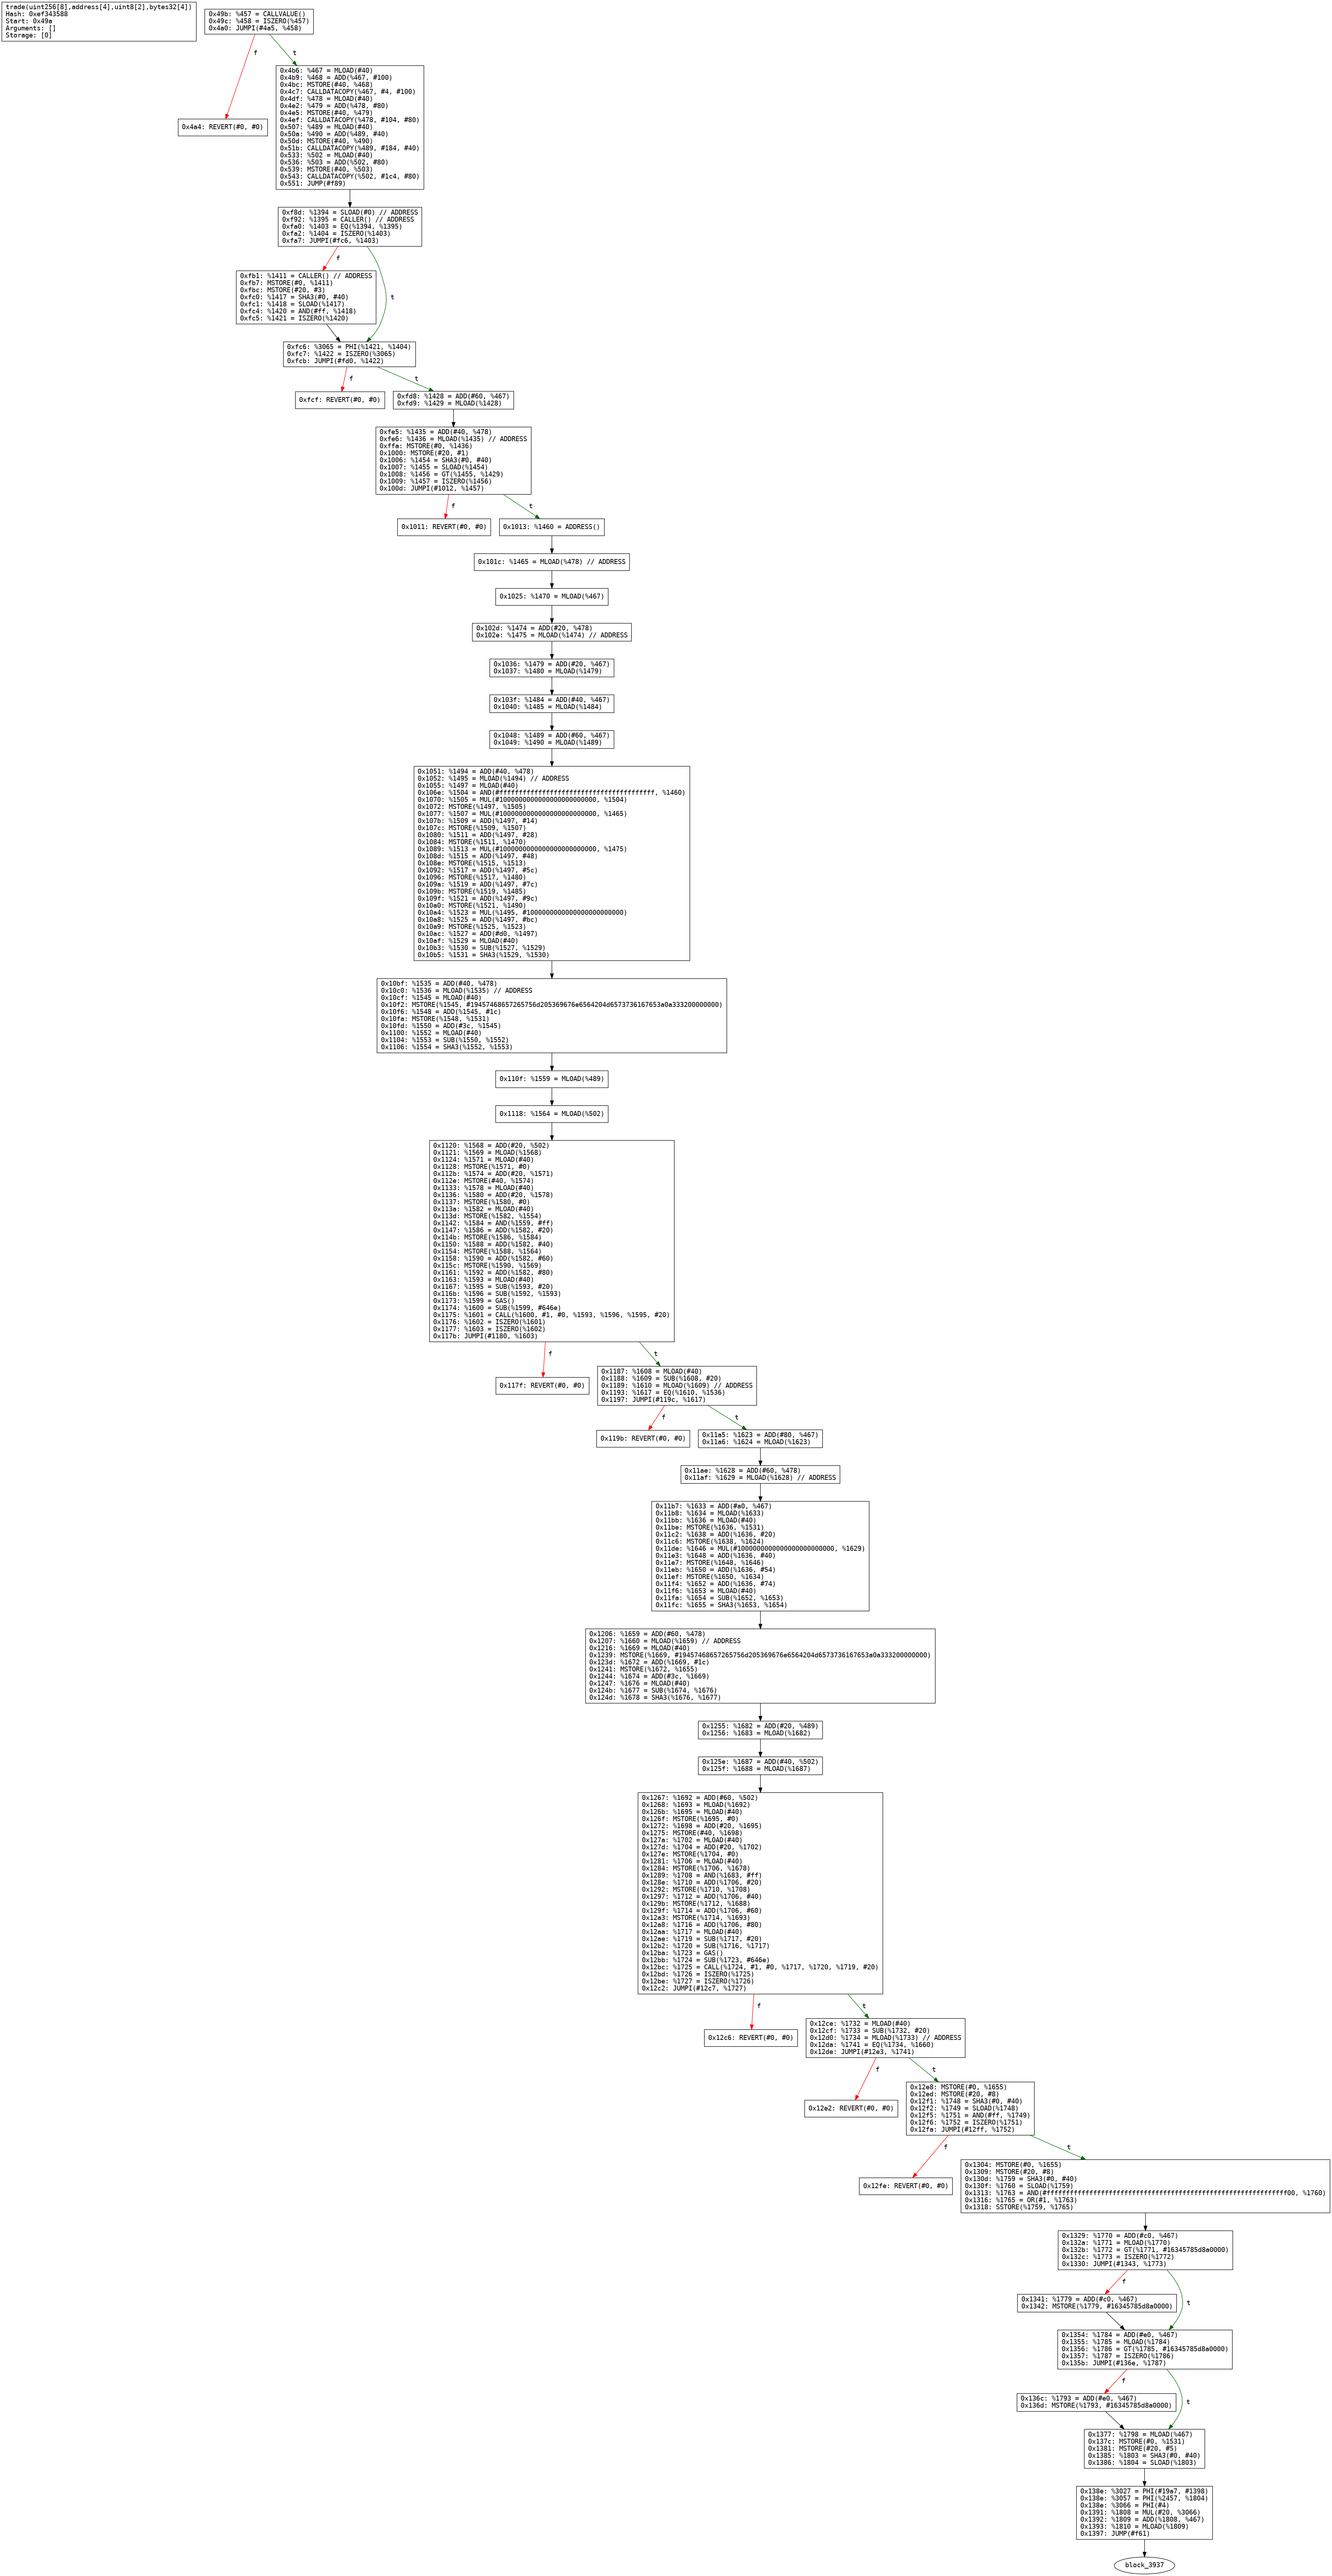 trade(uint256[8],address[4],uint8[2],bytes32[4])
Hash: 0xef343588
Start: 0x49a
Arguments: []
Storage: [0]
0x49b: %457 = CALLVALUE()
0x49c: %458 = ISZERO(%457)
0x4a0: JUMPI(#4a5, %458)
f
t
0x4a4: REVERT(#0, #0)
0x4b6: %467 = MLOAD(#40)
0x4b9: %468 = ADD(%467, #100)
0x4bc: MSTORE(#40, %468)
0x4c7: CALLDATACOPY(%467, #4, #100)
0x4df: %478 = MLOAD(#40)
0x4e2: %479 = ADD(%478, #80)
0x4e5: MSTORE(#40, %479)
0x4ef: CALLDATACOPY(%478, #104, #80)
0x507: %489 = MLOAD(#40)
0x50a: %490 = ADD(%489, #40)
0x50d: MSTORE(#40, %490)
0x51b: CALLDATACOPY(%489, #184, #40)
0x533: %502 = MLOAD(#40)
0x536: %503 = ADD(%502, #80)
0x539: MSTORE(#40, %503)
0x543: CALLDATACOPY(%502, #1c4, #80)
0x551: JUMP(#f89)
0xf8d: %1394 = SLOAD(#0) // ADDRESS
0xf92: %1395 = CALLER() // ADDRESS
0xfa0: %1403 = EQ(%1394, %1395)
0xfa2: %1404 = ISZERO(%1403)
0xfa7: JUMPI(#fc6, %1403)
f
t
0xfb1: %1411 = CALLER() // ADDRESS
0xfb7: MSTORE(#0, %1411)
0xfbc: MSTORE(#20, #3)
0xfc0: %1417 = SHA3(#0, #40)
0xfc1: %1418 = SLOAD(%1417)
0xfc4: %1420 = AND(#ff, %1418)
0xfc5: %1421 = ISZERO(%1420)
0xfc6: %3065 = PHI(%1421, %1404)
0xfc7: %1422 = ISZERO(%3065)
0xfcb: JUMPI(#fd0, %1422)
f
t
0xfcf: REVERT(#0, #0)
0xfd8: %1428 = ADD(#60, %467)
0xfd9: %1429 = MLOAD(%1428)
0xfe5: %1435 = ADD(#40, %478)
0xfe6: %1436 = MLOAD(%1435) // ADDRESS
0xffa: MSTORE(#0, %1436)
0x1000: MSTORE(#20, #1)
0x1006: %1454 = SHA3(#0, #40)
0x1007: %1455 = SLOAD(%1454)
0x1008: %1456 = GT(%1455, %1429)
0x1009: %1457 = ISZERO(%1456)
0x100d: JUMPI(#1012, %1457)
f
t
0x1011: REVERT(#0, #0)
0x1013: %1460 = ADDRESS()
0x101c: %1465 = MLOAD(%478) // ADDRESS
0x1025: %1470 = MLOAD(%467)
0x102d: %1474 = ADD(#20, %478)
0x102e: %1475 = MLOAD(%1474) // ADDRESS
0x1036: %1479 = ADD(#20, %467)
0x1037: %1480 = MLOAD(%1479)
0x103f: %1484 = ADD(#40, %467)
0x1040: %1485 = MLOAD(%1484)
0x1048: %1489 = ADD(#60, %467)
0x1049: %1490 = MLOAD(%1489)
0x1051: %1494 = ADD(#40, %478)
0x1052: %1495 = MLOAD(%1494) // ADDRESS
0x1055: %1497 = MLOAD(#40)
0x106e: %1504 = AND(#ffffffffffffffffffffffffffffffffffffffff, %1460)
0x1070: %1505 = MUL(#1000000000000000000000000, %1504)
0x1072: MSTORE(%1497, %1505)
0x1077: %1507 = MUL(#1000000000000000000000000, %1465)
0x107b: %1509 = ADD(%1497, #14)
0x107c: MSTORE(%1509, %1507)
0x1080: %1511 = ADD(%1497, #28)
0x1084: MSTORE(%1511, %1470)
0x1089: %1513 = MUL(#1000000000000000000000000, %1475)
0x108d: %1515 = ADD(%1497, #48)
0x108e: MSTORE(%1515, %1513)
0x1092: %1517 = ADD(%1497, #5c)
0x1096: MSTORE(%1517, %1480)
0x109a: %1519 = ADD(%1497, #7c)
0x109b: MSTORE(%1519, %1485)
0x109f: %1521 = ADD(%1497, #9c)
0x10a0: MSTORE(%1521, %1490)
0x10a4: %1523 = MUL(%1495, #1000000000000000000000000)
0x10a8: %1525 = ADD(%1497, #bc)
0x10a9: MSTORE(%1525, %1523)
0x10ac: %1527 = ADD(#d0, %1497)
0x10af: %1529 = MLOAD(#40)
0x10b3: %1530 = SUB(%1527, %1529)
0x10b5: %1531 = SHA3(%1529, %1530)
0x10bf: %1535 = ADD(#40, %478)
0x10c0: %1536 = MLOAD(%1535) // ADDRESS
0x10cf: %1545 = MLOAD(#40)
0x10f2: MSTORE(%1545, #19457468657265756d205369676e6564204d6573736167653a0a333200000000)
0x10f6: %1548 = ADD(%1545, #1c)
0x10fa: MSTORE(%1548, %1531)
0x10fd: %1550 = ADD(#3c, %1545)
0x1100: %1552 = MLOAD(#40)
0x1104: %1553 = SUB(%1550, %1552)
0x1106: %1554 = SHA3(%1552, %1553)
0x110f: %1559 = MLOAD(%489)
0x1118: %1564 = MLOAD(%502)
0x1120: %1568 = ADD(#20, %502)
0x1121: %1569 = MLOAD(%1568)
0x1124: %1571 = MLOAD(#40)
0x1128: MSTORE(%1571, #0)
0x112b: %1574 = ADD(#20, %1571)
0x112e: MSTORE(#40, %1574)
0x1133: %1578 = MLOAD(#40)
0x1136: %1580 = ADD(#20, %1578)
0x1137: MSTORE(%1580, #0)
0x113a: %1582 = MLOAD(#40)
0x113d: MSTORE(%1582, %1554)
0x1142: %1584 = AND(%1559, #ff)
0x1147: %1586 = ADD(%1582, #20)
0x114b: MSTORE(%1586, %1584)
0x1150: %1588 = ADD(%1582, #40)
0x1154: MSTORE(%1588, %1564)
0x1158: %1590 = ADD(%1582, #60)
0x115c: MSTORE(%1590, %1569)
0x1161: %1592 = ADD(%1582, #80)
0x1163: %1593 = MLOAD(#40)
0x1167: %1595 = SUB(%1593, #20)
0x116b: %1596 = SUB(%1592, %1593)
0x1173: %1599 = GAS()
0x1174: %1600 = SUB(%1599, #646e)
0x1175: %1601 = CALL(%1600, #1, #0, %1593, %1596, %1595, #20)
0x1176: %1602 = ISZERO(%1601)
0x1177: %1603 = ISZERO(%1602)
0x117b: JUMPI(#1180, %1603)
f
t
0x117f: REVERT(#0, #0)
0x1187: %1608 = MLOAD(#40)
0x1188: %1609 = SUB(%1608, #20)
0x1189: %1610 = MLOAD(%1609) // ADDRESS
0x1193: %1617 = EQ(%1610, %1536)
0x1197: JUMPI(#119c, %1617)
f
t
0x119b: REVERT(#0, #0)
0x11a5: %1623 = ADD(#80, %467)
0x11a6: %1624 = MLOAD(%1623)
0x11ae: %1628 = ADD(#60, %478)
0x11af: %1629 = MLOAD(%1628) // ADDRESS
0x11b7: %1633 = ADD(#a0, %467)
0x11b8: %1634 = MLOAD(%1633)
0x11bb: %1636 = MLOAD(#40)
0x11be: MSTORE(%1636, %1531)
0x11c2: %1638 = ADD(%1636, #20)
0x11c6: MSTORE(%1638, %1624)
0x11de: %1646 = MUL(#1000000000000000000000000, %1629)
0x11e3: %1648 = ADD(%1636, #40)
0x11e7: MSTORE(%1648, %1646)
0x11eb: %1650 = ADD(%1636, #54)
0x11ef: MSTORE(%1650, %1634)
0x11f4: %1652 = ADD(%1636, #74)
0x11f6: %1653 = MLOAD(#40)
0x11fa: %1654 = SUB(%1652, %1653)
0x11fc: %1655 = SHA3(%1653, %1654)
0x1206: %1659 = ADD(#60, %478)
0x1207: %1660 = MLOAD(%1659) // ADDRESS
0x1216: %1669 = MLOAD(#40)
0x1239: MSTORE(%1669, #19457468657265756d205369676e6564204d6573736167653a0a333200000000)
0x123d: %1672 = ADD(%1669, #1c)
0x1241: MSTORE(%1672, %1655)
0x1244: %1674 = ADD(#3c, %1669)
0x1247: %1676 = MLOAD(#40)
0x124b: %1677 = SUB(%1674, %1676)
0x124d: %1678 = SHA3(%1676, %1677)
0x1255: %1682 = ADD(#20, %489)
0x1256: %1683 = MLOAD(%1682)
0x125e: %1687 = ADD(#40, %502)
0x125f: %1688 = MLOAD(%1687)
0x1267: %1692 = ADD(#60, %502)
0x1268: %1693 = MLOAD(%1692)
0x126b: %1695 = MLOAD(#40)
0x126f: MSTORE(%1695, #0)
0x1272: %1698 = ADD(#20, %1695)
0x1275: MSTORE(#40, %1698)
0x127a: %1702 = MLOAD(#40)
0x127d: %1704 = ADD(#20, %1702)
0x127e: MSTORE(%1704, #0)
0x1281: %1706 = MLOAD(#40)
0x1284: MSTORE(%1706, %1678)
0x1289: %1708 = AND(%1683, #ff)
0x128e: %1710 = ADD(%1706, #20)
0x1292: MSTORE(%1710, %1708)
0x1297: %1712 = ADD(%1706, #40)
0x129b: MSTORE(%1712, %1688)
0x129f: %1714 = ADD(%1706, #60)
0x12a3: MSTORE(%1714, %1693)
0x12a8: %1716 = ADD(%1706, #80)
0x12aa: %1717 = MLOAD(#40)
0x12ae: %1719 = SUB(%1717, #20)
0x12b2: %1720 = SUB(%1716, %1717)
0x12ba: %1723 = GAS()
0x12bb: %1724 = SUB(%1723, #646e)
0x12bc: %1725 = CALL(%1724, #1, #0, %1717, %1720, %1719, #20)
0x12bd: %1726 = ISZERO(%1725)
0x12be: %1727 = ISZERO(%1726)
0x12c2: JUMPI(#12c7, %1727)
f
t
0x12c6: REVERT(#0, #0)
0x12ce: %1732 = MLOAD(#40)
0x12cf: %1733 = SUB(%1732, #20)
0x12d0: %1734 = MLOAD(%1733) // ADDRESS
0x12da: %1741 = EQ(%1734, %1660)
0x12de: JUMPI(#12e3, %1741)
f
t
0x12e2: REVERT(#0, #0)
0x12e8: MSTORE(#0, %1655)
0x12ed: MSTORE(#20, #8)
0x12f1: %1748 = SHA3(#0, #40)
0x12f2: %1749 = SLOAD(%1748)
0x12f5: %1751 = AND(#ff, %1749)
0x12f6: %1752 = ISZERO(%1751)
0x12fa: JUMPI(#12ff, %1752)
f
t
0x12fe: REVERT(#0, #0)
0x1304: MSTORE(#0, %1655)
0x1309: MSTORE(#20, #8)
0x130d: %1759 = SHA3(#0, #40)
0x130f: %1760 = SLOAD(%1759)
0x1313: %1763 = AND(#ffffffffffffffffffffffffffffffffffffffffffffffffffffffffffffff00, %1760)
0x1316: %1765 = OR(#1, %1763)
0x1318: SSTORE(%1759, %1765)
0x1329: %1770 = ADD(#c0, %467)
0x132a: %1771 = MLOAD(%1770)
0x132b: %1772 = GT(%1771, #16345785d8a0000)
0x132c: %1773 = ISZERO(%1772)
0x1330: JUMPI(#1343, %1773)
f
t
0x1341: %1779 = ADD(#c0, %467)
0x1342: MSTORE(%1779, #16345785d8a0000)
0x1354: %1784 = ADD(#e0, %467)
0x1355: %1785 = MLOAD(%1784)
0x1356: %1786 = GT(%1785, #16345785d8a0000)
0x1357: %1787 = ISZERO(%1786)
0x135b: JUMPI(#136e, %1787)
f
t
0x136c: %1793 = ADD(#e0, %467)
0x136d: MSTORE(%1793, #16345785d8a0000)
0x1377: %1798 = MLOAD(%467)
0x137c: MSTORE(#0, %1531)
0x1381: MSTORE(#20, #5)
0x1385: %1803 = SHA3(#0, #40)
0x1386: %1804 = SLOAD(%1803)
0x138e: %3027 = PHI(#19a7, #1398)
0x138e: %3057 = PHI(%2457, %1804)
0x138e: %3066 = PHI(#4)
0x1391: %1808 = MUL(#20, %3066)
0x1392: %1809 = ADD(%1808, %467)
0x1393: %1810 = MLOAD(%1809)
0x1397: JUMP(#f61)
block_3937